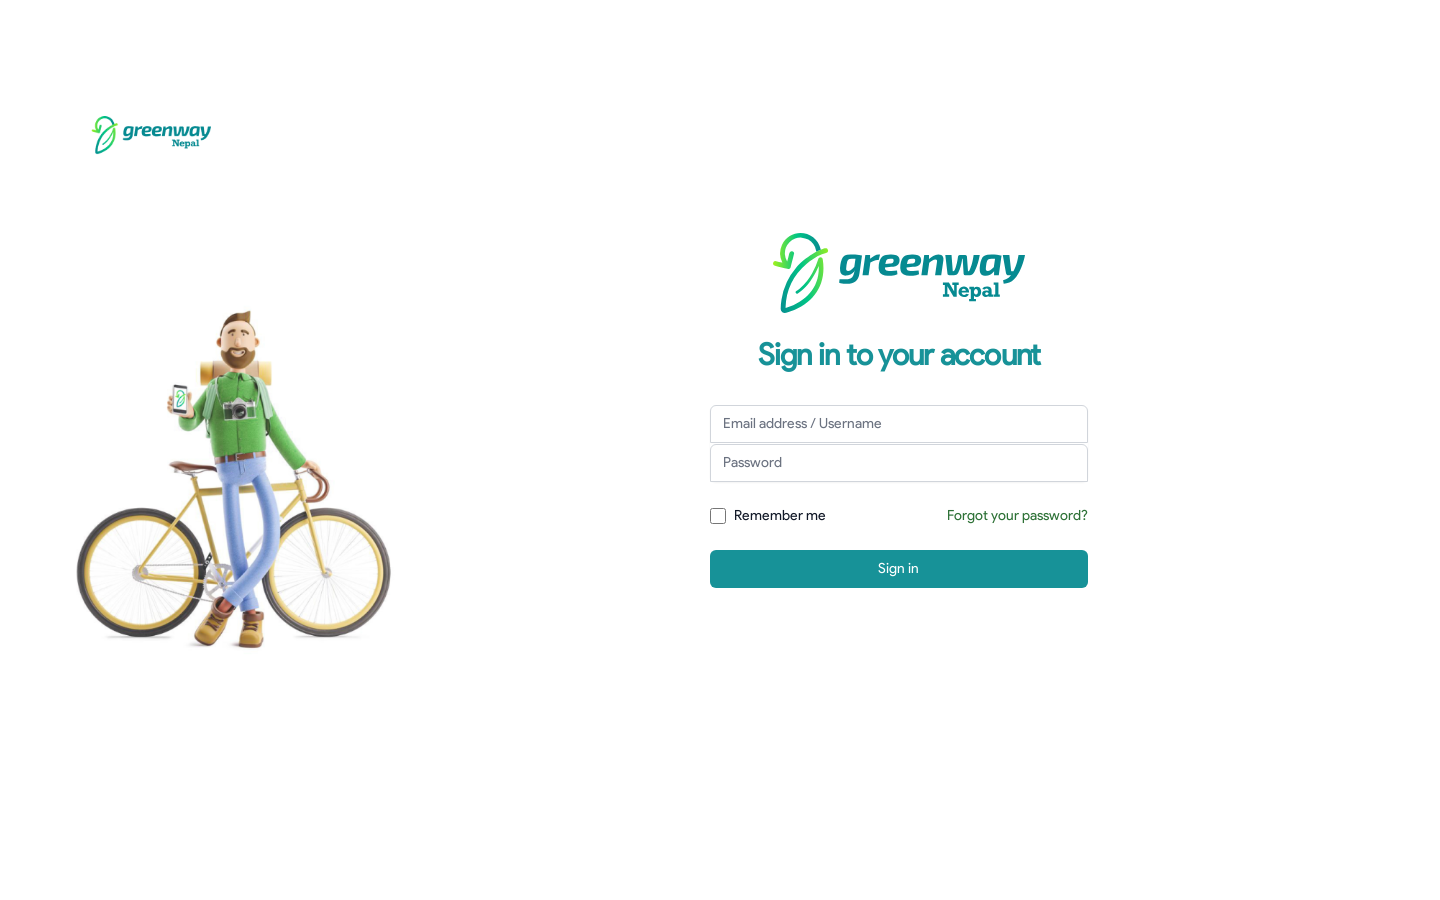 greenway
Nepal
greenway
Nepal
Sign in to your account
Email address / Username
Password
Remember me
Forgot your password?
Sign in